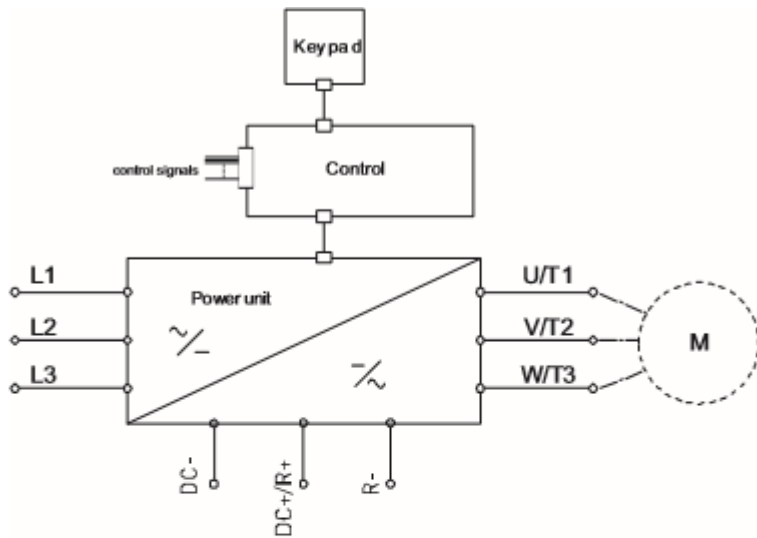 Keypad
control signals
Control
L1
U/T1
Power unit
~/–
L2
V/T2
M
–/~
L3
W/T3
DC-
DC+/R+
R-